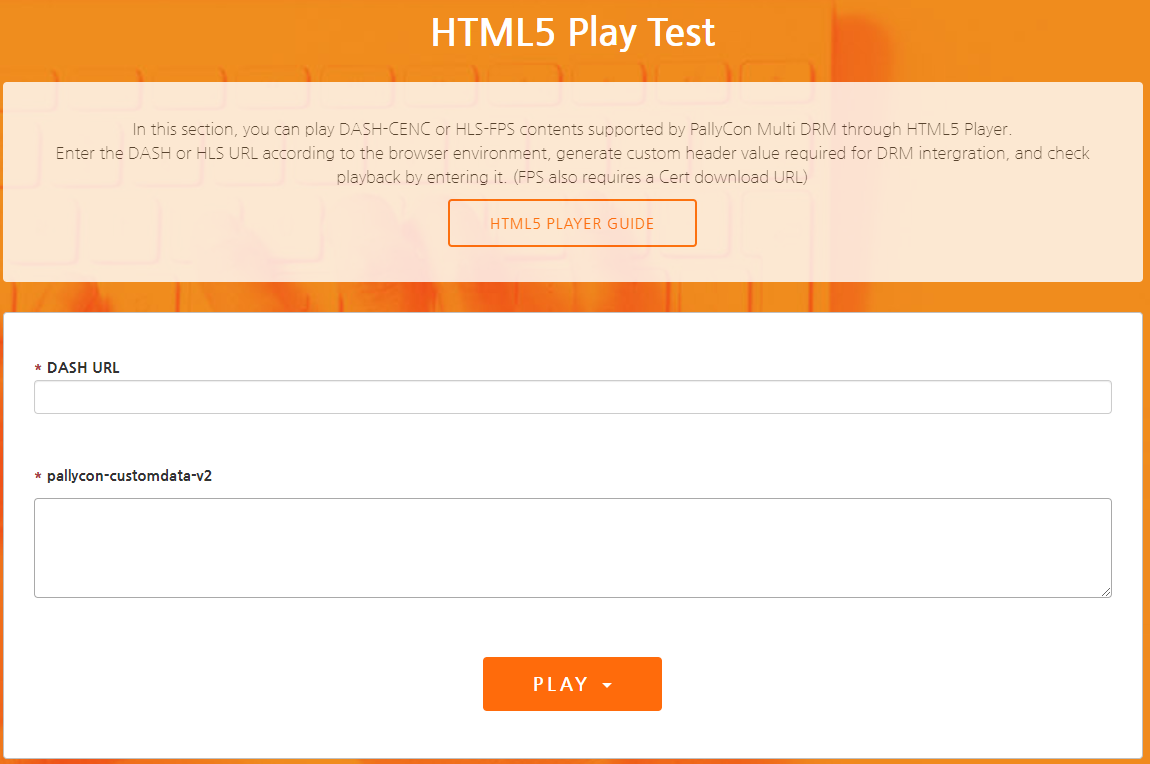 HTML5 Play Test
In this section, you can play DASH-CENC or HLS-FPS contents supported by PallyCon Multi DRM through HTML5 Player.
Enter the DASH or HLS URL according to the browser environment, generate custom header value required for DRM intergration, and check
playback by entering it. (FPS also requires a Cert download URL)
HTML5 PLAYER GUIDE
* DASH URL
* pallycon-customdata-v2
PLAY